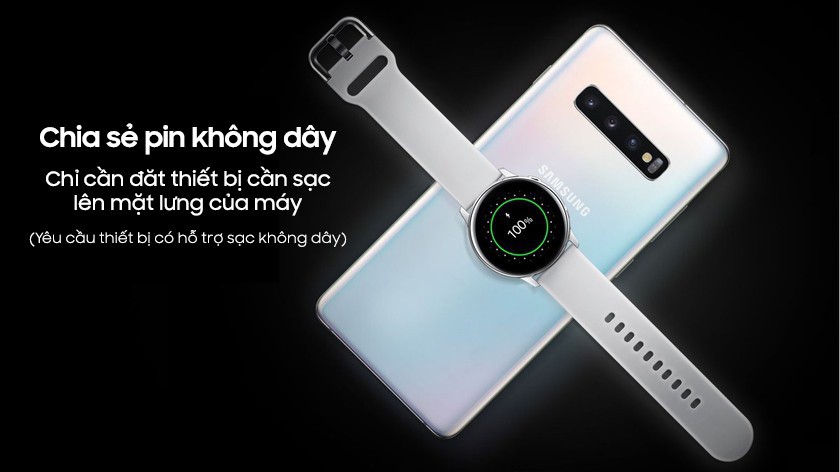 Chia sẻ pin không dây
Chỉ cần đăt thiết bị cần sạc
lên mặt lưng của máy
(Yêu cầu thiết bị có hỗ trợ sạc không dây)
SAMSUNG
100%